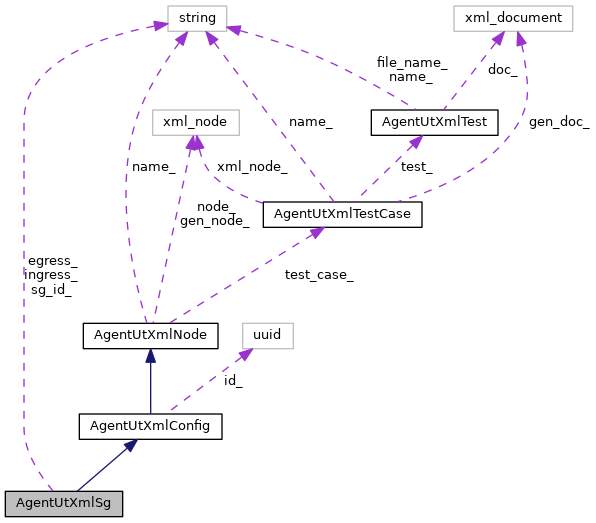 string
xml_document
file_name_
name_
doc_
xml_node
AgentUtXmlTest
name_
gen_doc_
name_
xml_node_
test_
node_
gen_node_
AgentUtXmlTestCase
egress_
ingress_
sg_id_
test_case_
AgentUtXmlNode
uuid
id_
AgentUtXmlConfig
AgentUtXmlSg